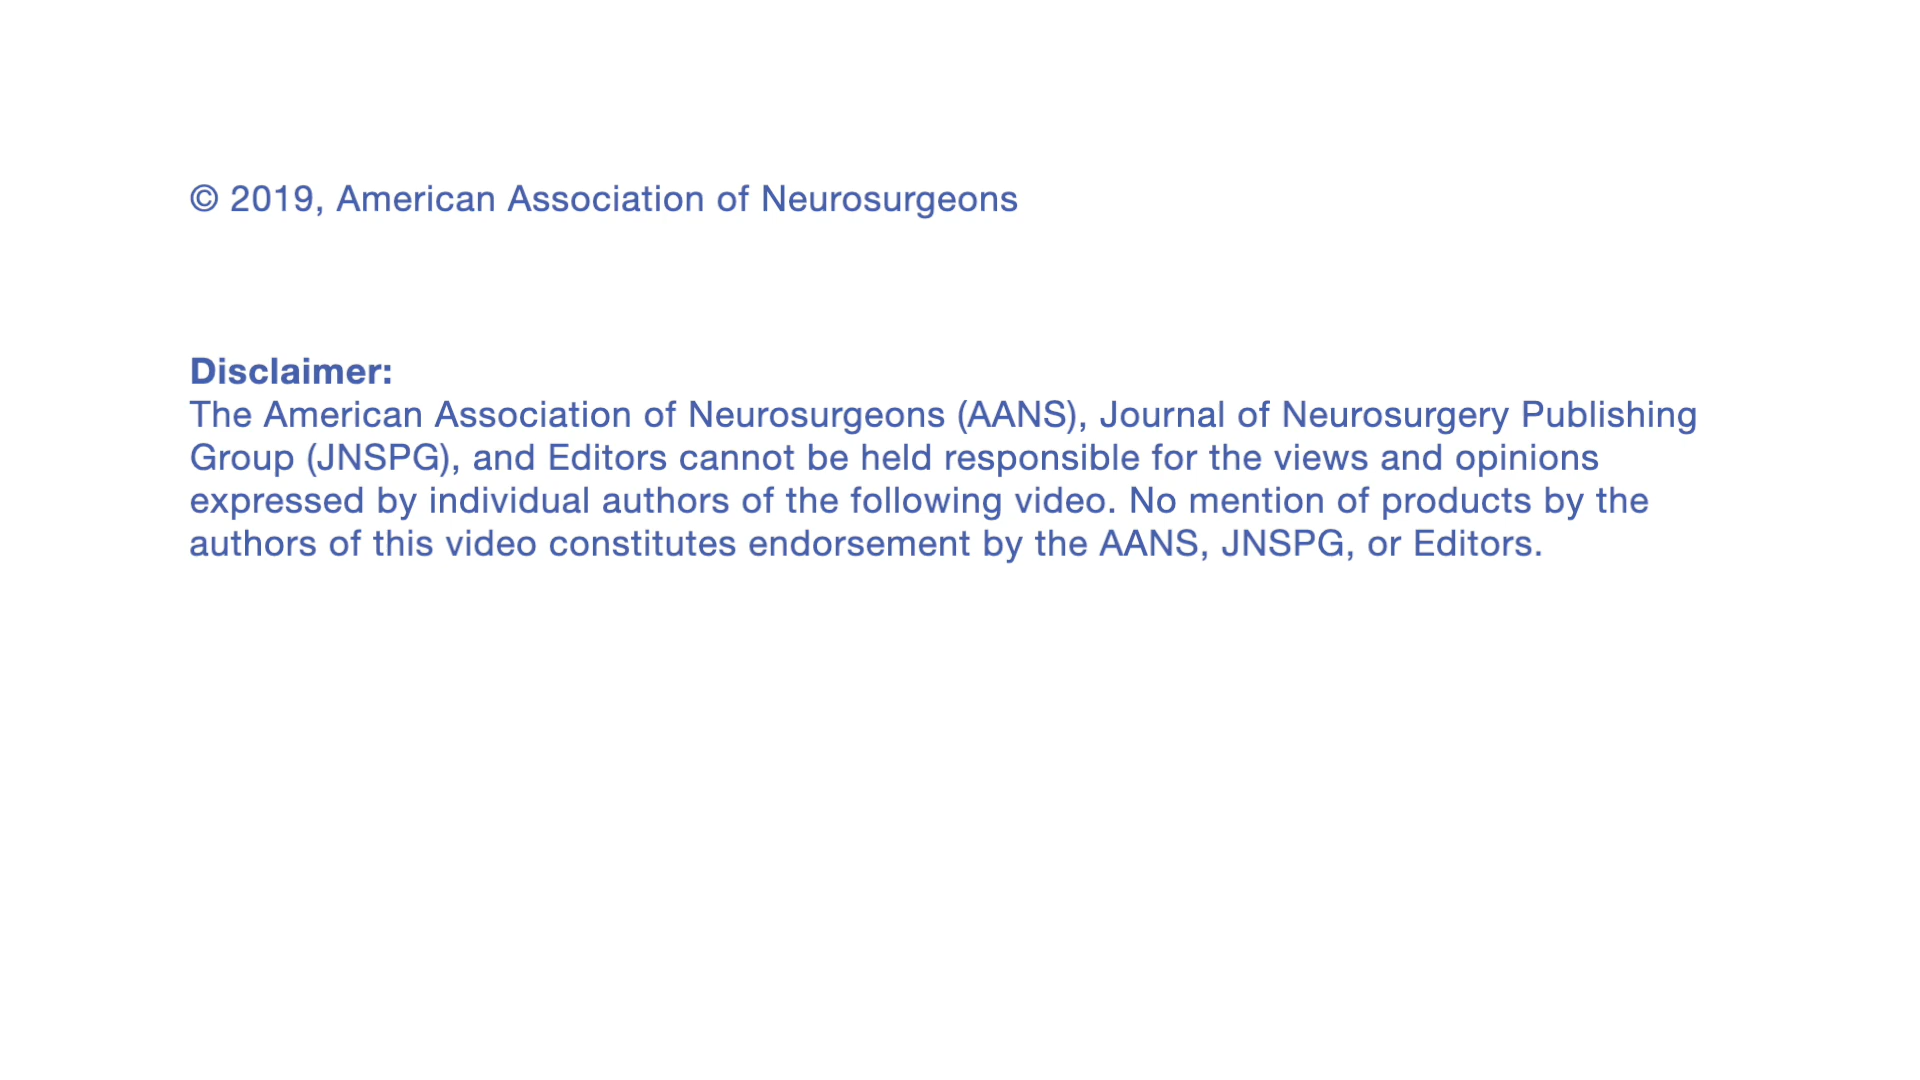 © 2019, American Association of Neurosurgeons
Disclaimer:
The American Association of Neurosurgeons (AANS), Journal of Neurosurgery Publishing
Group (JNSPG), and Editors cannot be held responsible for the views and opinions
expressed by individual authors of the following video. No mention of products by the
authors of this video constitutes endorsement by the AANS, JNSPG, or Editors.